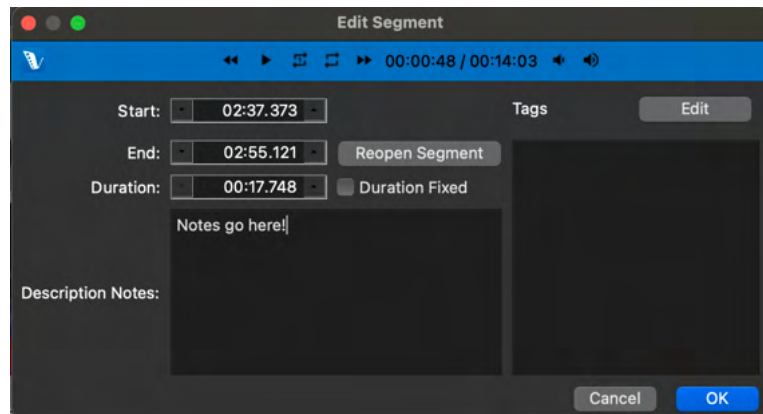 Edit Segment
00:00:48 / 00:14:03
Start: 02:37.373
Tags
Edit
End: 02:55.121
Reopen Segment
Duration: 00:17.748
Duration Fixed
Notes go here!
Description Notes:
Cancel
OK